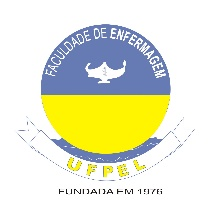 FACULDADE DE ENFERMAGEM
UFPEL
FUNDADA EM 1976